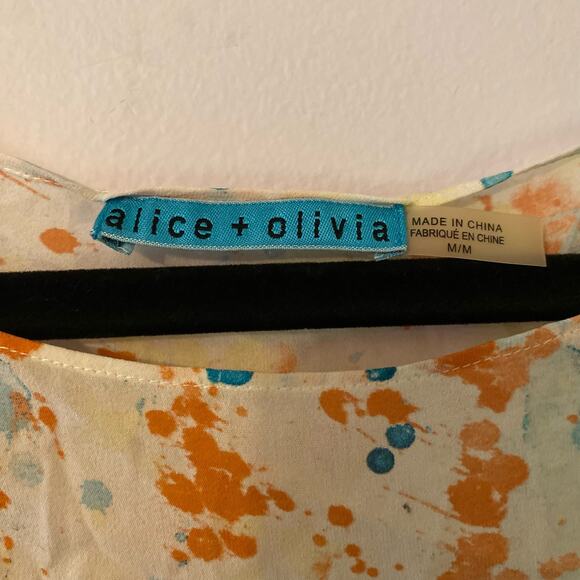 alice + olivia
MADE IN CHINA
FABRIQUÉ EN CHINE
M/M